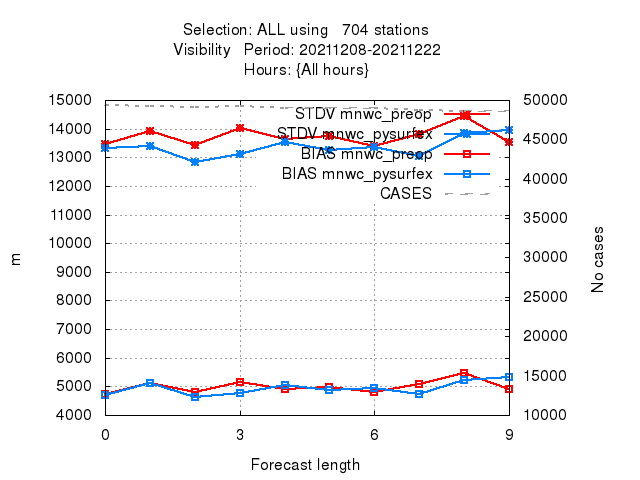 Selection: ALL using   704 stations
Visibility   Period: 20211208-20211222
Hours: {All hours}
15000
14000
13000
12000
11000
10000
9000
8000
7000
6000
5000
4000
m
50000
45000
40000
35000
30000
25000
20000
15000
10000
No cases
STDV mnwc_preop
STDV mnwc_pysurfex
BIAS mnwc_preop
BIAS mnwc_pysurfex
CASES
0 3 6 9
Forecast length